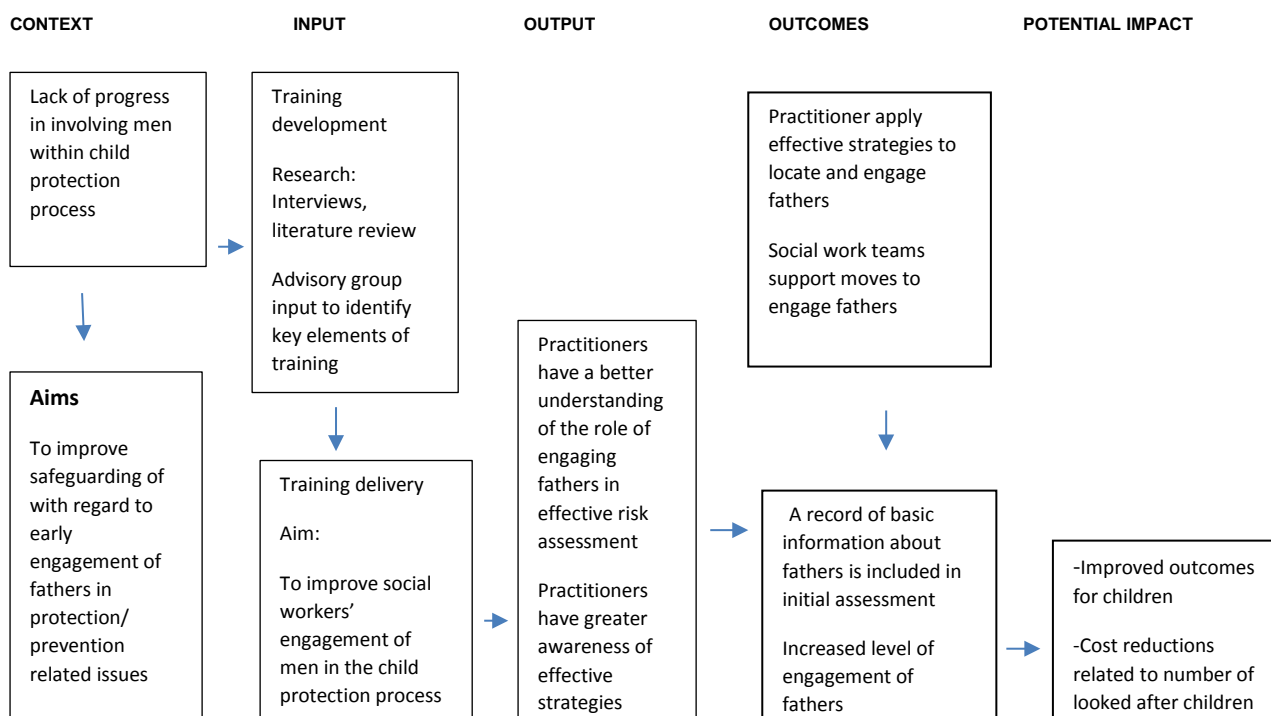 CONTEXT
INPUT
OUTPUT
OUTCOMES
POTENTIAL IMPACT
Lack of progress
in involving men
within child
protection
process
Aims
To improve
safeguarding of
with regard to
early
engagement of
fathers in
protection/
prevention
related issues
Training
development
Research:
Interviews,
literature review
Advisory group
input to identify
key elements of
training
Training delivery
Aim:
To improve social
workers’
engagement of
men in the child
protection process
Practitioners
have a better
understanding
of the role of
engaging
fathers in
effective risk
assessment
Practitioners
have greater
awareness of
effective
strategies
Practitioner apply
effective strategies to
locate and engage
fathers
Social work teams
support moves to
engage fathers
A record of basic
information about
fathers is included in
initial assessment
Increased level of
engagement of
fathers
-Improved outcomes
for children
-Cost reductions
related to number of
looked after children